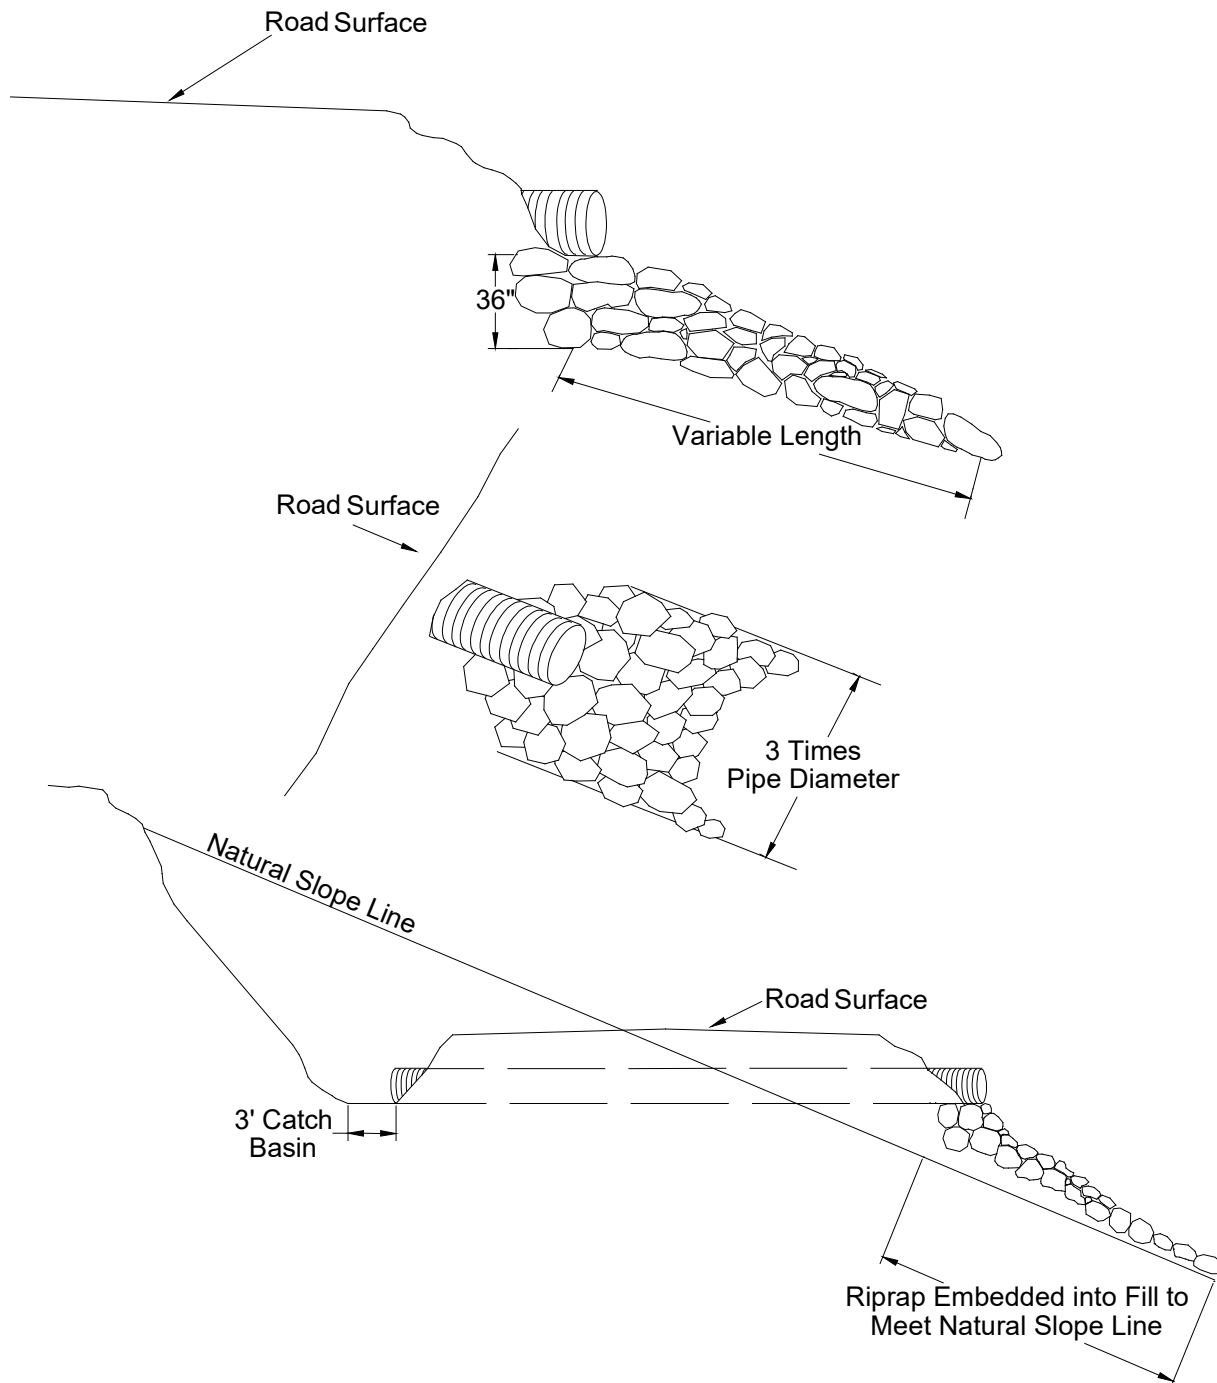 Road Surface
36"
Variable Length
Road Surface
3 Times
Pipe Diameter
Natural Slope Line
Road Surface
3' Catch
Basin
Riprap Embedded into Fill to
Meet Natural Slope Line